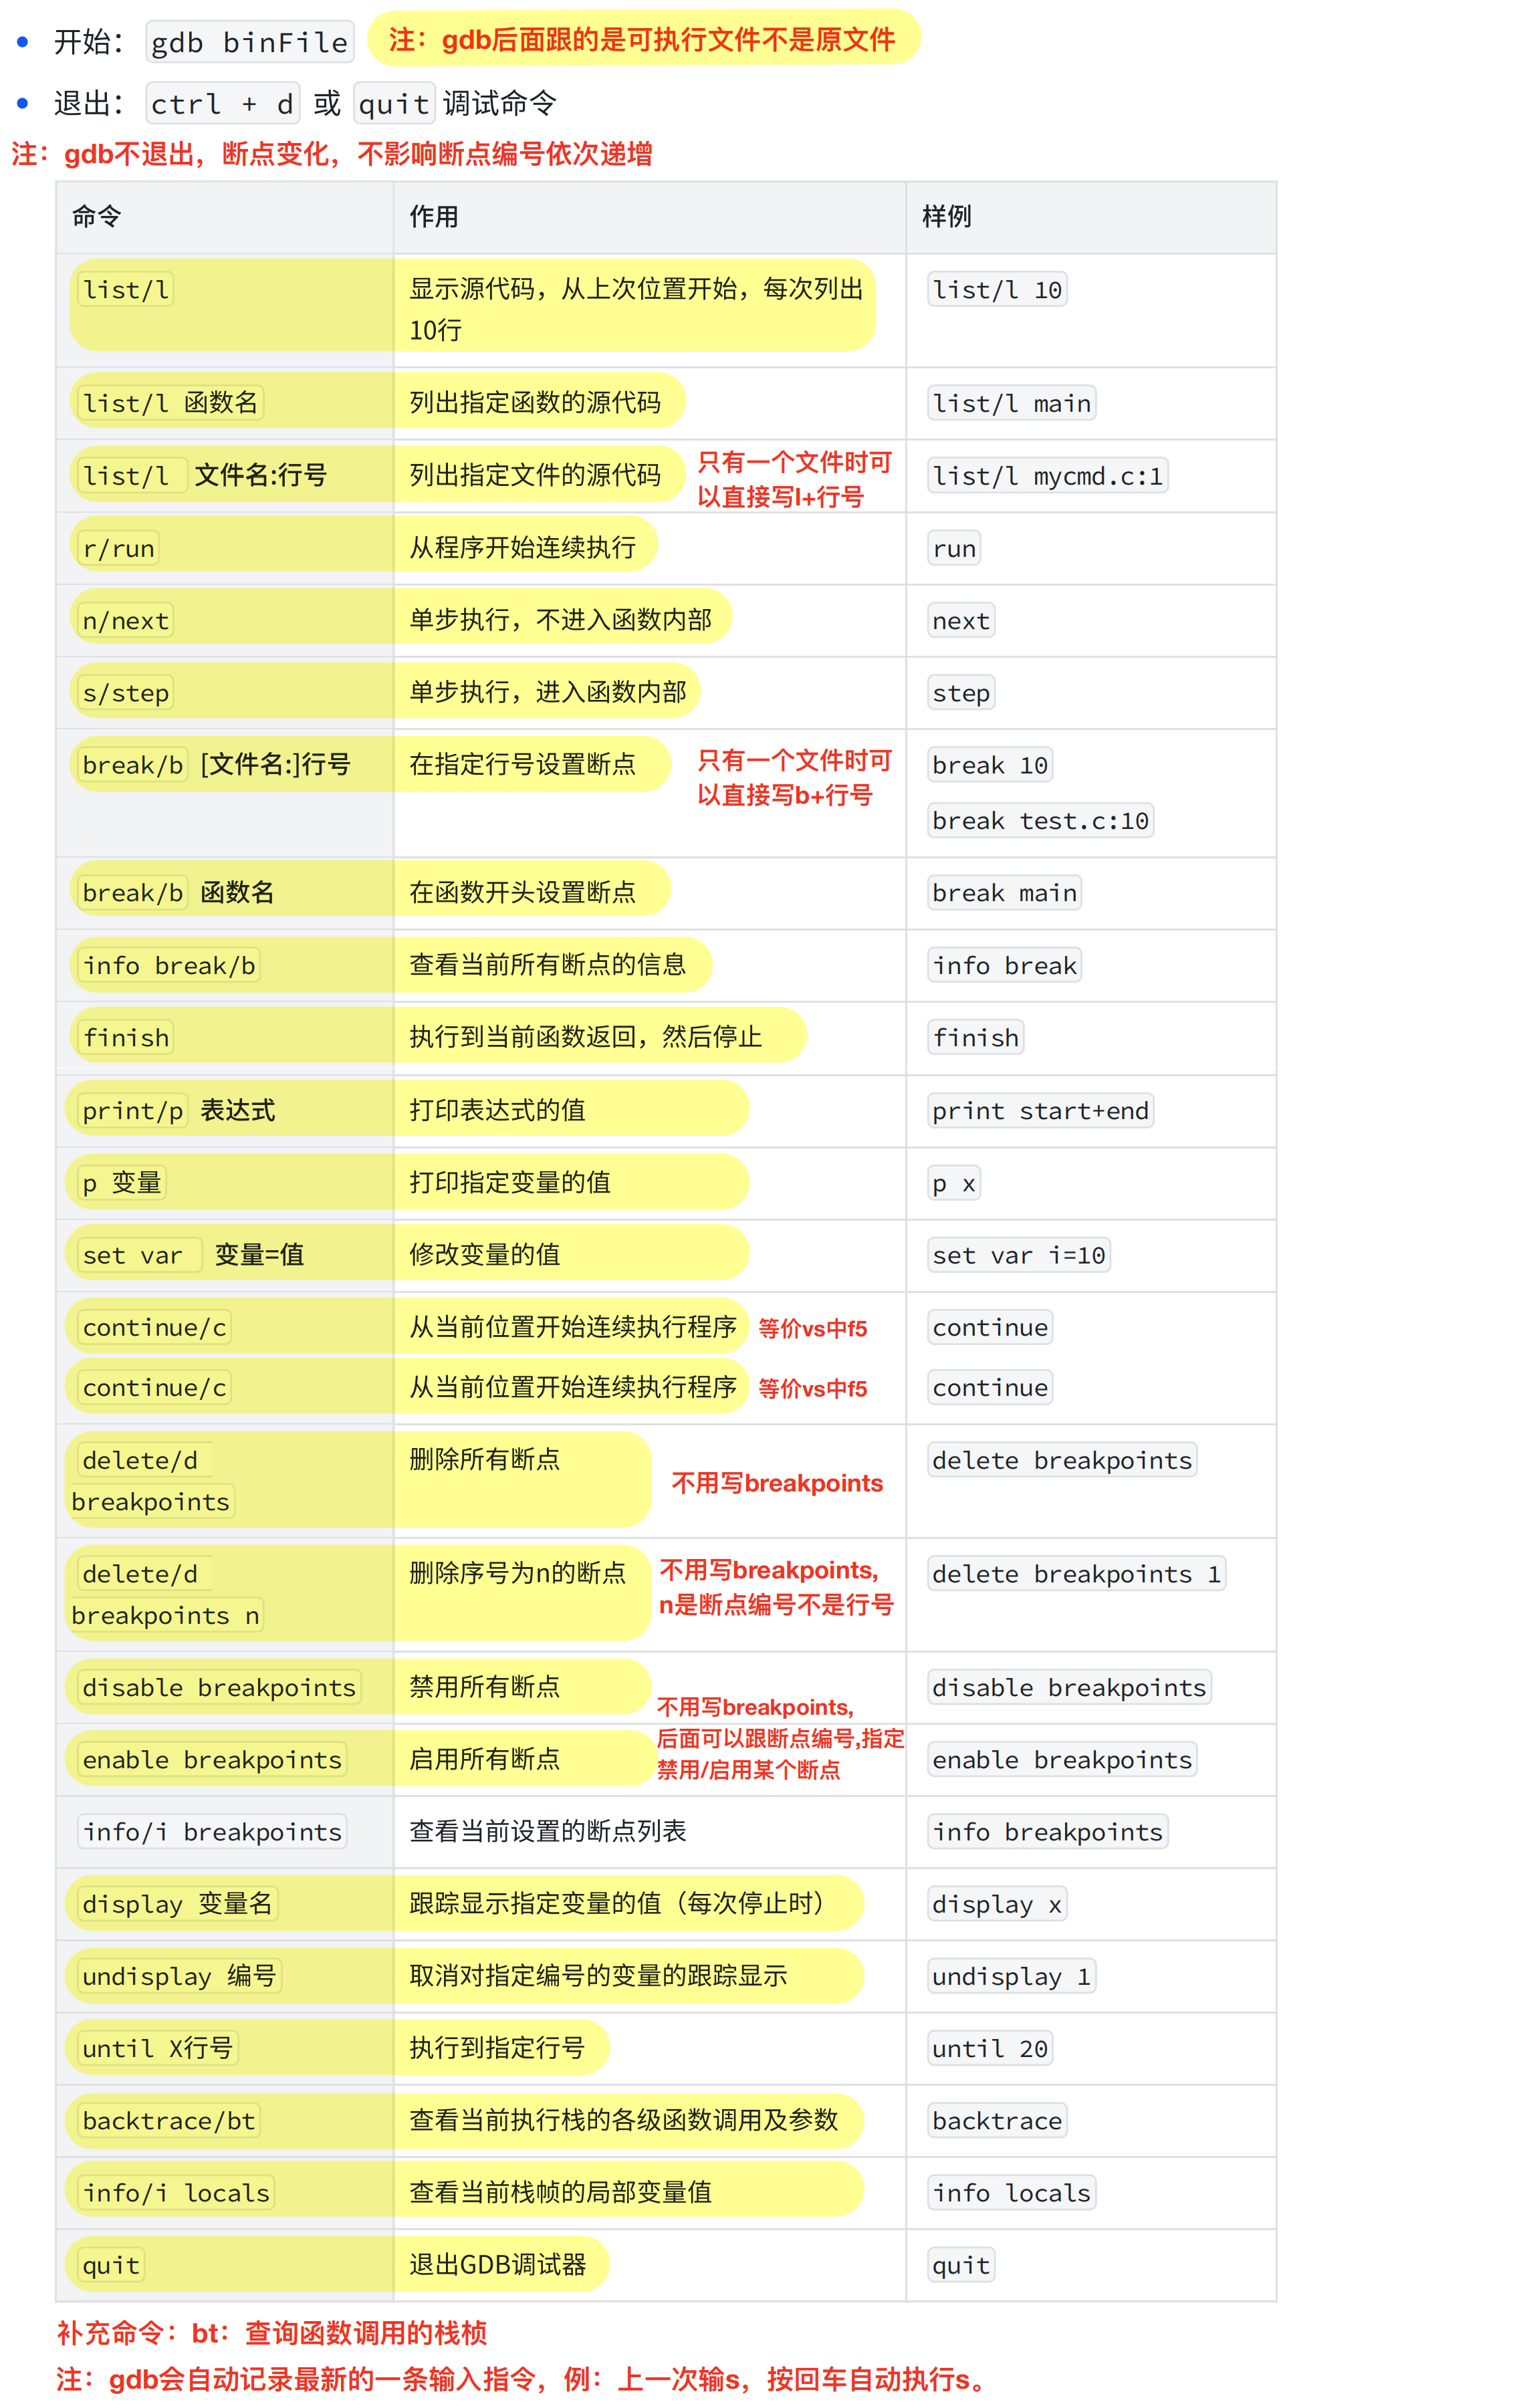 开始： gdb binFile 注：gdb后面跟的是可执行文件不是原文件
退出： ctrl + d 或 quit 调试命令
注：gdb不退出，断点变化，不影响断点编号依次递增
命令 作用 样例
list/l 显示源代码，从上次位置开始，每次列出 list/l 10
10行
list/l 函数名 列出指定函数的源代码 list/l main
list/l 文件名:行号 列出指定文件的源代码 只有一个文件时可 list/l mycmd.c:1
以直接写l+行号
r/run 从程序开始连续执行 run
n/next 单步执行，不进入函数内部 next
s/step 单步执行，进入函数内部 step
break/b [文件名:]行号 在指定行号设置断点 只有一个文件时可 break 10
以直接写b+行号
break test.c:10
break/b 函数名 在函数开头设置断点 break main
info break/b 查看当前所有断点的信息 info break
finish 执行到当前函数返回，然后停止 finish
print/p 表达式 打印表达式的值 print start+end
p 变量 打印指定变量的值 p x
set var 变量=值 修改变量的值 set var i=10
continue/c 从当前位置开始连续执行程序 等价vs中f5 continue
continue/c 从当前位置开始连续执行程序 等价vs中f5 continue
delete/d 删除所有断点 delete breakpoints
不用写breakpoints
breakpoints
delete/d 删除序号为n的断点 不用写breakpoints, delete breakpoints 1
breakpoints n n是断点编号不是行号
disable breakpoints 禁用所有断点 disable breakpoints
不用写breakpoints,
后面可以跟断点编号,指定
enable breakpoints 启用所有断点 enable breakpoints
禁用/启用某个断点
info/i breakpoints 查看当前设置的断点列表 info breakpoints
display 变量名 跟踪显示指定变量的值（每次停止时） display x
undisplay 编号 取消对指定编号的变量的跟踪显示 undisplay 1
until X行号 执行到指定行号 until 20
backtrace/bt 查看当前执行栈的各级函数调用及参数 backtrace
info/i locals 查看当前栈帧的局部变量值 info locals
quit 退出GDB调试器 quit
补充命令：bt：查询函数调用的栈桢
注：gdb会自动记录最新的一条输入指令，例：上一次输s，按回车自动执行s。